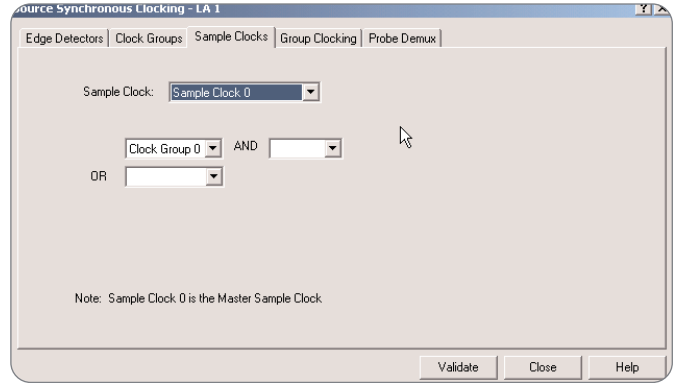 Source Synchronous Clocking - LA 1
Edge Detectors Clock Groups Sample Clocks Group Clocking Probe Demux
Sample Clock: Sample Clock 0
Clock Group 0 AND
OR
Note: Sample Clock 0 is the Master Sample Clock
Validate Close Help